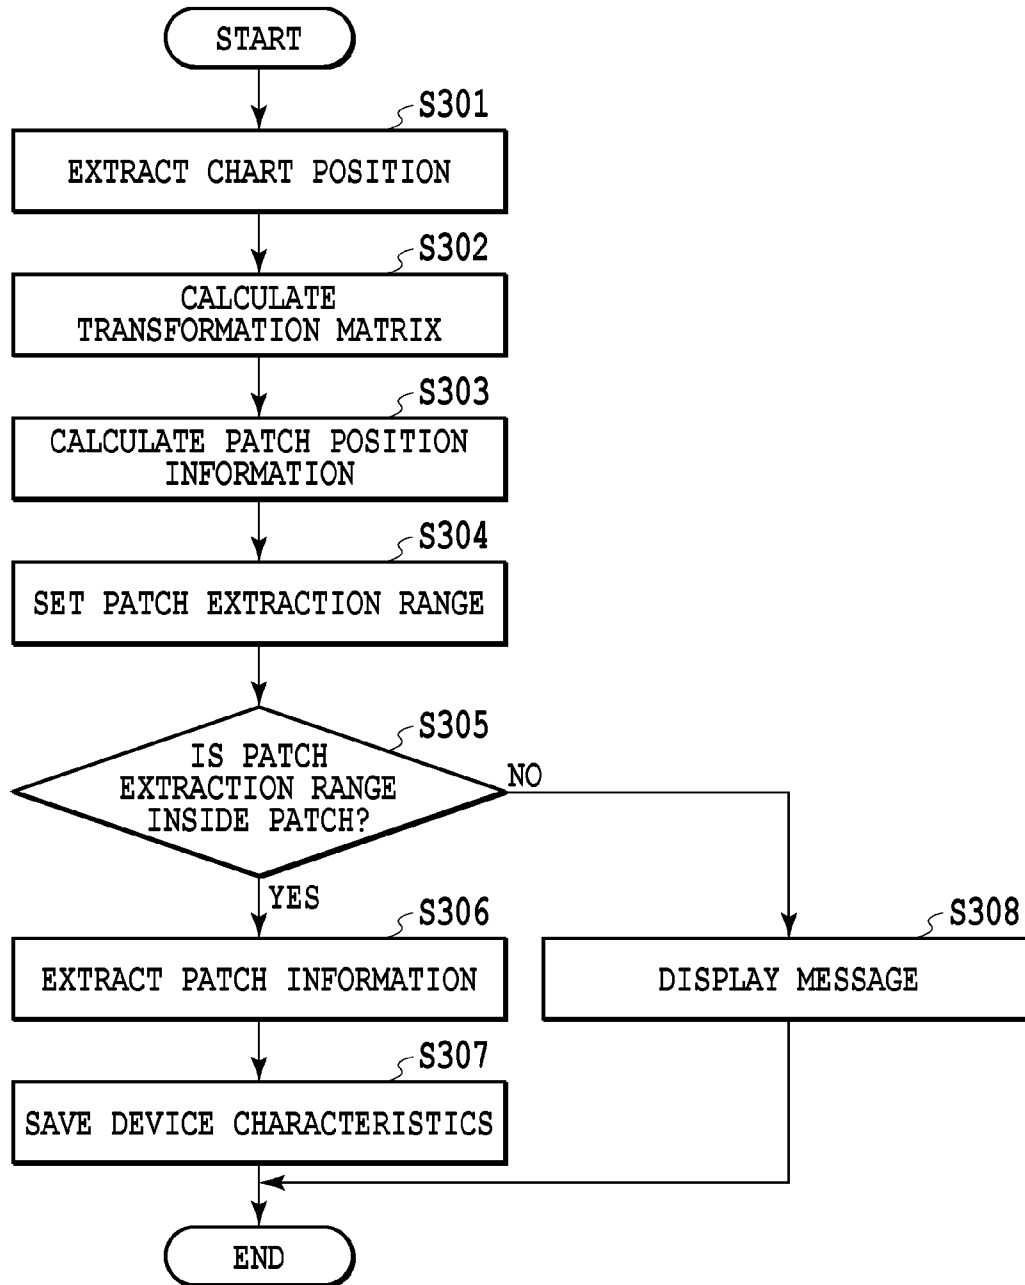 START
S301
EXTRACT CHART POSITION
S302
CALCULATE
TRANSFORMATION MATRIX
S303
CALCULATE PATCH POSITION
INFORMATION
S304
SET PATCH EXTRACTION RANGE
S305
IS PATCH
EXTRACTION RANGE
INSIDE PATCH?
NO
YES
S306
EXTRACT PATCH INFORMATION
S308
DISPLAY MESSAGE
S307
SAVE DEVICE CHARACTERISTICS
END